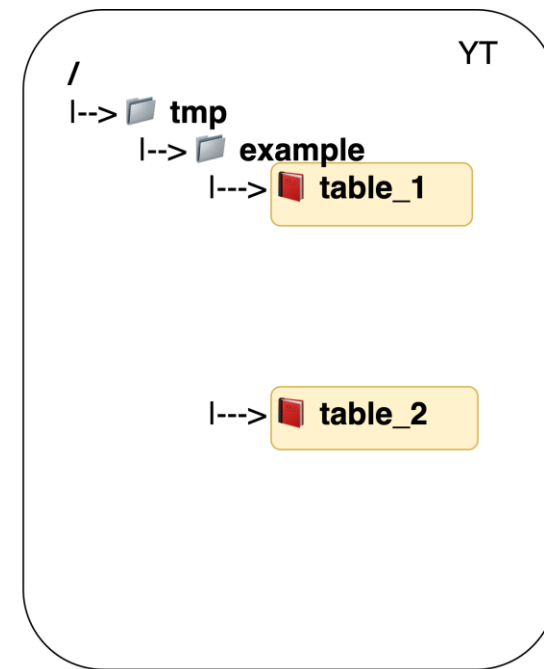 YT
/
|--> tmp
|--> example
|---> table_1
|---> table_2